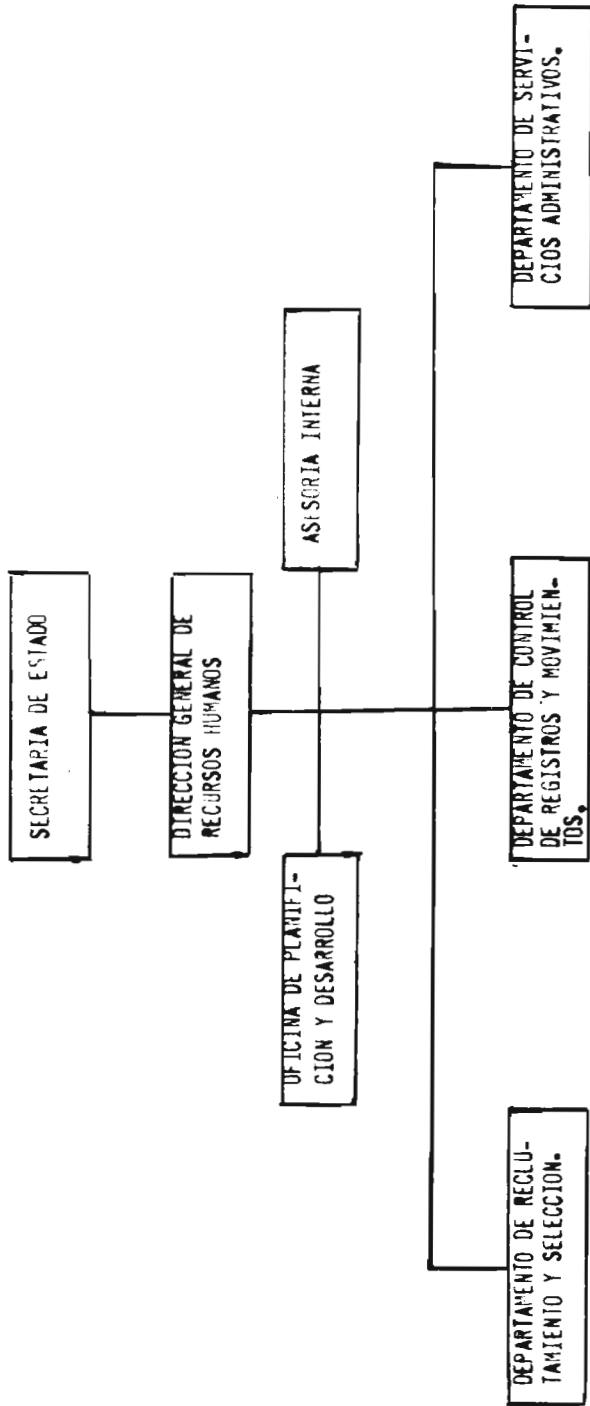 SECRETARIA DE ESTADO
DIRECCION GENERAL DE
RECURSOS HUMANOS
OFICINA DE PLANIFI-
CION Y DESARROLLO
ASESORIA INTERNA
DEPARTAMENTO DE RECLU-
TAMIENTO Y SELECCION.
DEPARTAMENTO DE CONTROL
DE REGISTROS Y MOVIMIEN-
TOS.
DEPARTAMENTO DE SERVI-
CIOS ADMINISTRATIVOS.